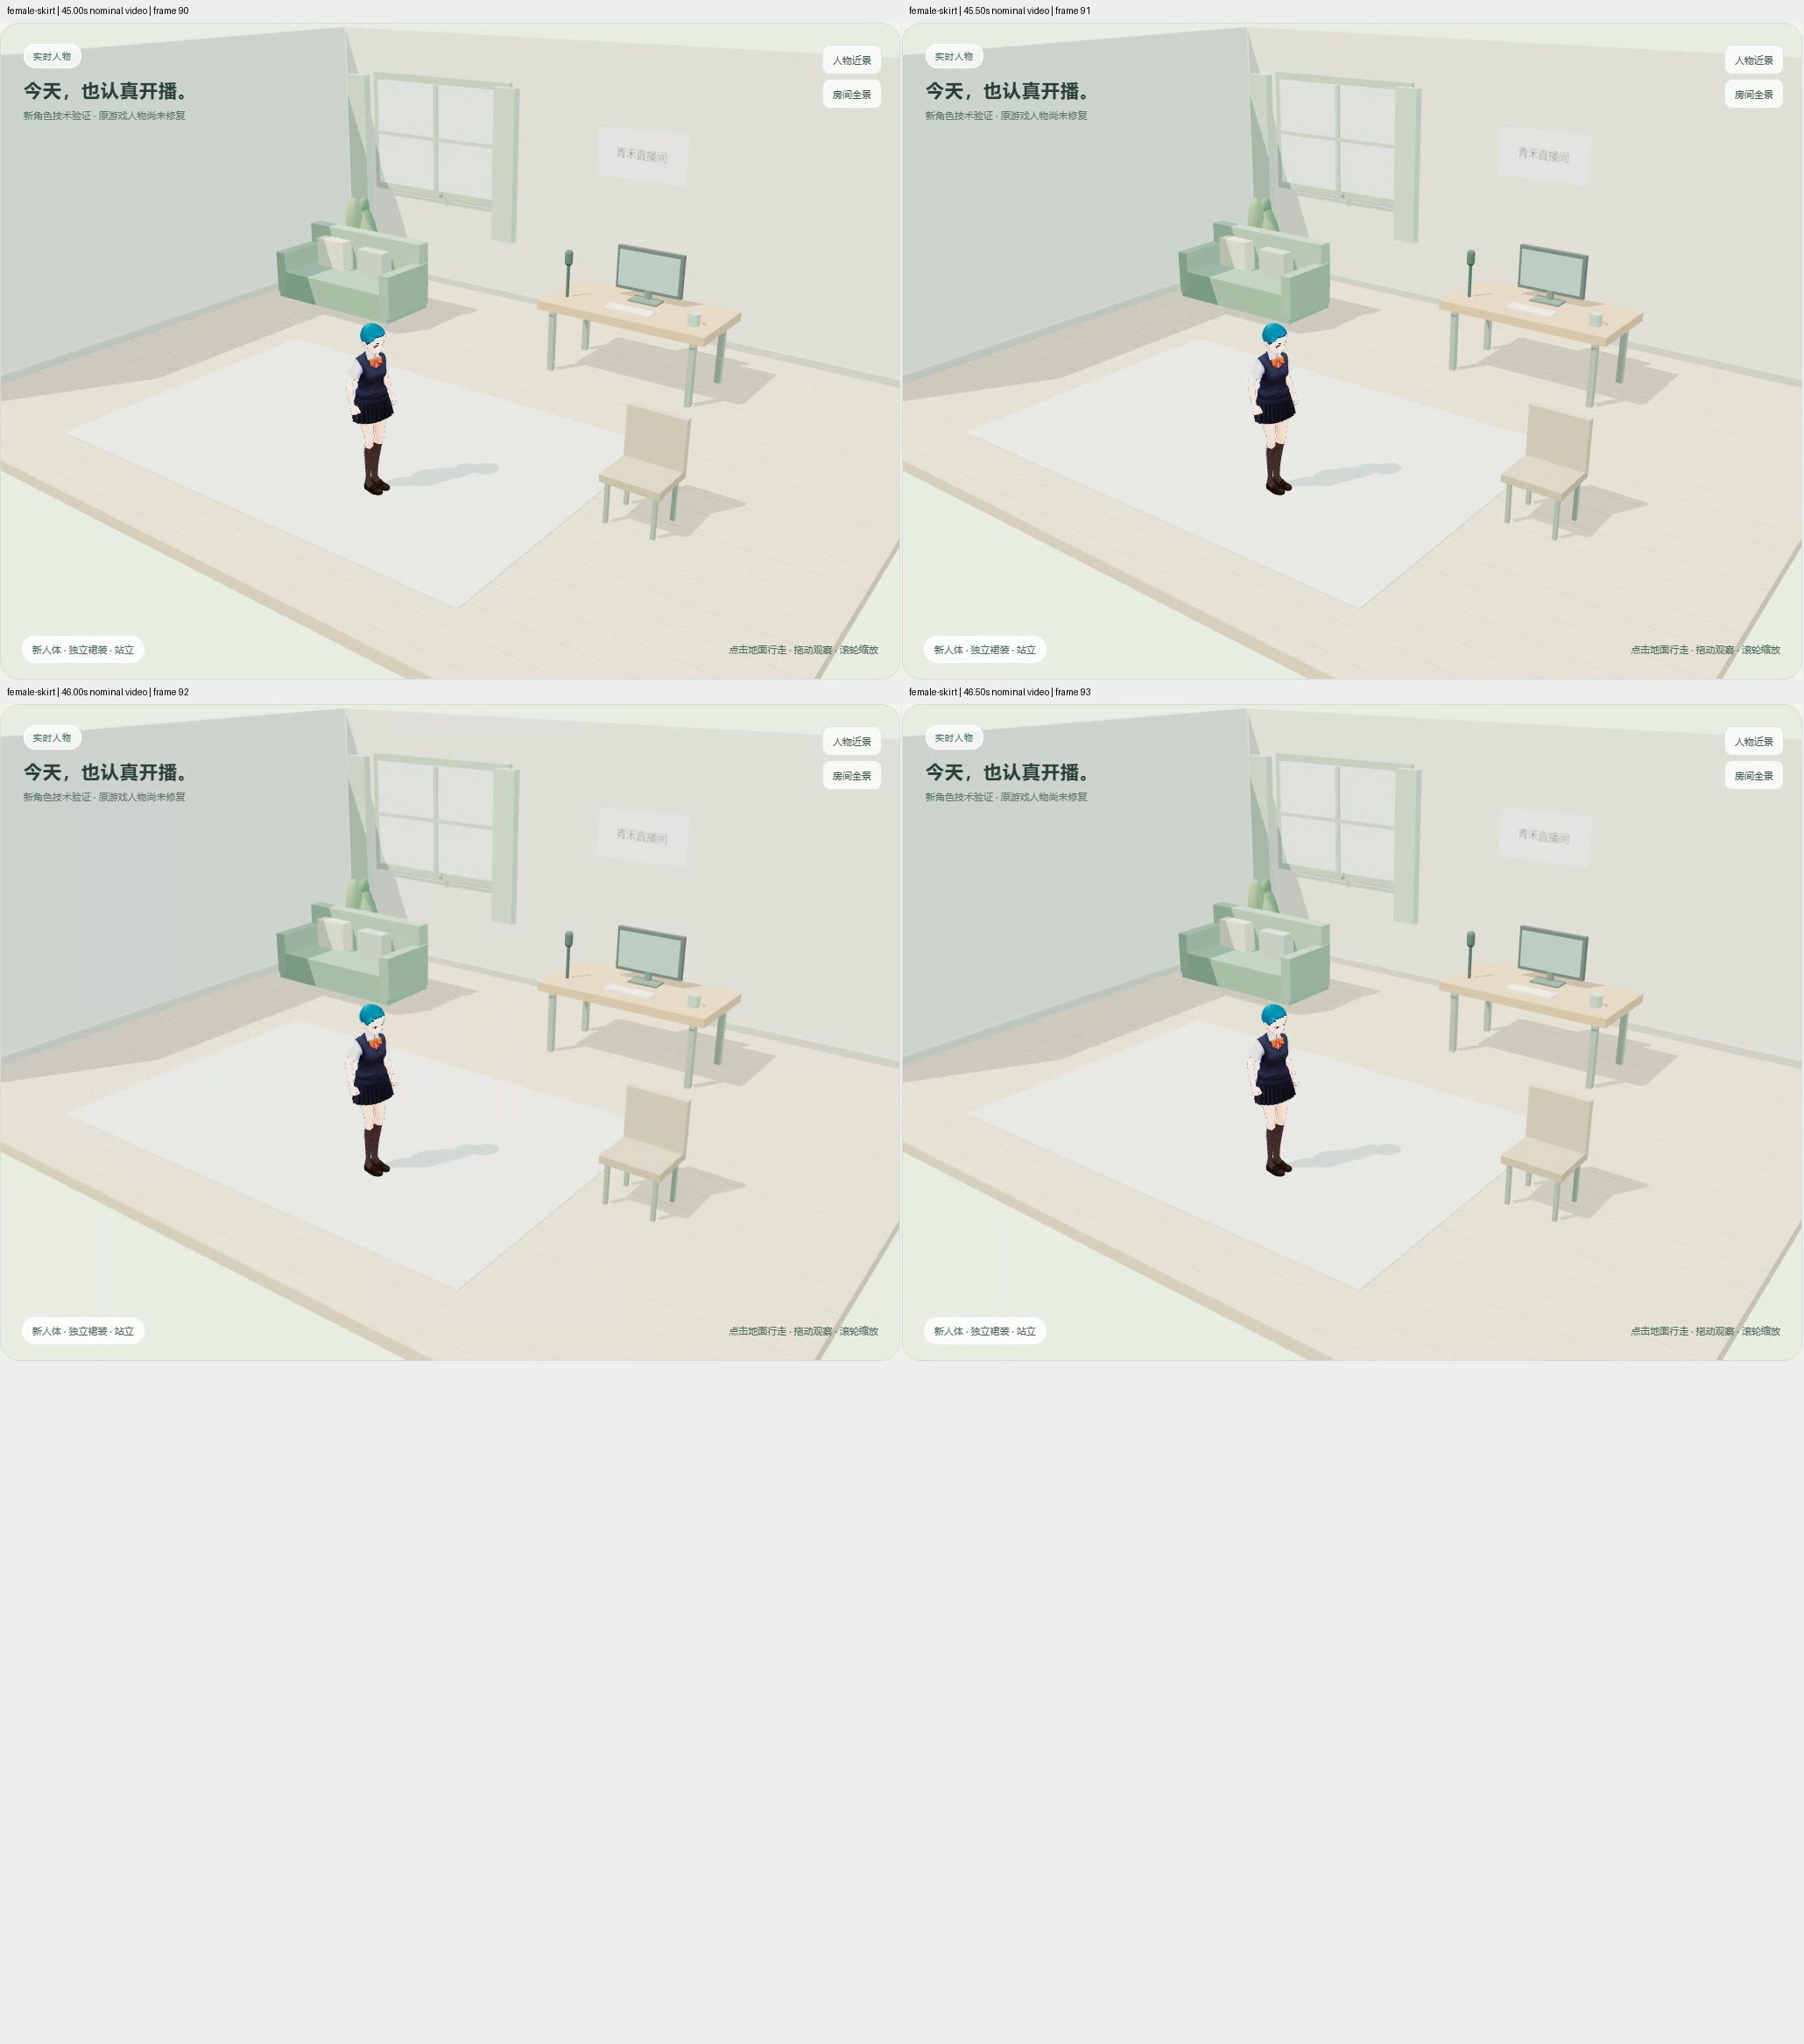 female-skirt | 45.00s nominal video | frame 90
实时人物
今天，也认真开播。
新角色技术验证 · 原游戏人物尚未修复
人物近景
房间全景
青禾直播间
新人体 · 独立裙装 · 站立
点击地面行走 · 拖动观察 · 滚轮缩放
female-skirt | 45.50s nominal video | frame 91
实时人物
今天，也认真开播。
新角色技术验证 · 原游戏人物尚未修复
人物近景
房间全景
青禾直播间
新人体 · 独立裙装 · 站立
点击地面行走 · 拖动观察 · 滚轮缩放
female-skirt | 46.00s nominal video | frame 92
实时人物
今天，也认真开播。
新角色技术验证 · 原游戏人物尚未修复
人物近景
房间全景
青禾直播间
新人体 · 独立裙装 · 站立
点击地面行走 · 拖动观察 · 滚轮缩放
female-skirt | 46.50s nominal video | frame 93
实时人物
今天，也认真开播。
新角色技术验证 · 原游戏人物尚未修复
人物近景
房间全景
青禾直播间
新人体 · 独立裙装 · 站立
点击地面行走 · 拖动观察 · 滚轮缩放